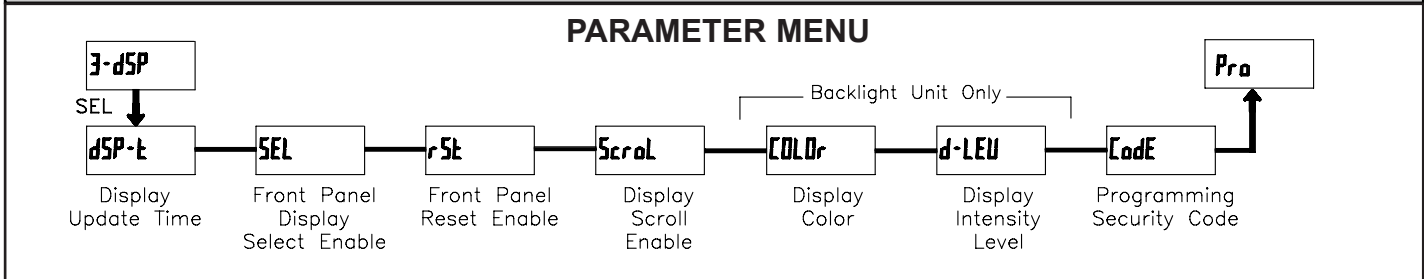 PARAMETER MENU
3-dSP
Pro
SEL
Backlight Unit Only
dSP-t
SEL
rSt
ScroL
COLOr
d-LEV
CodE
Display
Update Time
Front Panel
Display
Select Enable
Front Panel
Reset Enable
Display
Scroll
Enable
Display
Color
Display
Intensity
Level
Programming
Security Code